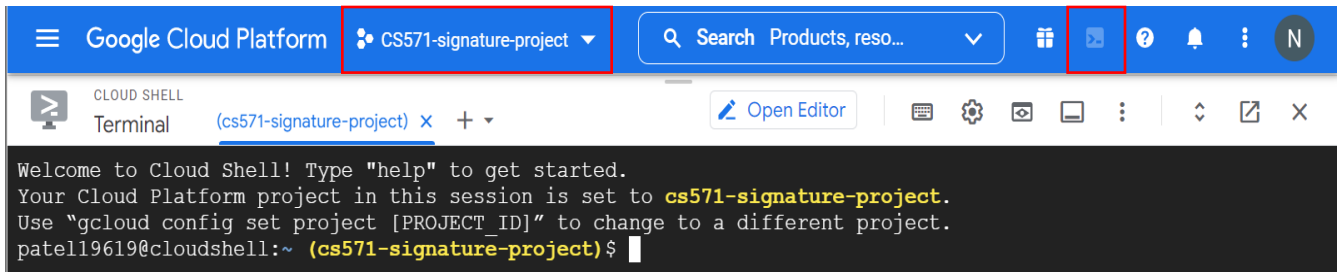 Google Cloud Platform CS571-signature-project Search Products, reso... N
CLOUD SHELL
Terminal (cs571-signature-project) Open Editor
Welcome to Cloud Shell! Type "help" to get started.
Your Cloud Platform project in this session is set to cs571-signature-project.
Use “gcloud config set project [PROJECT_ID]” to change to a different project.
patel19619@cloudshell:~ (cs571-signature-project)$